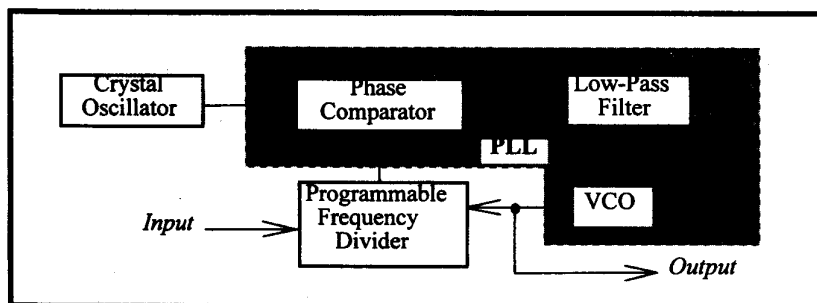 Crystal
Oscillator
Phase
Comparator
Low-Pass
Filter
PLL
Programmable
Frequency
Divider
VCO
Input
Output